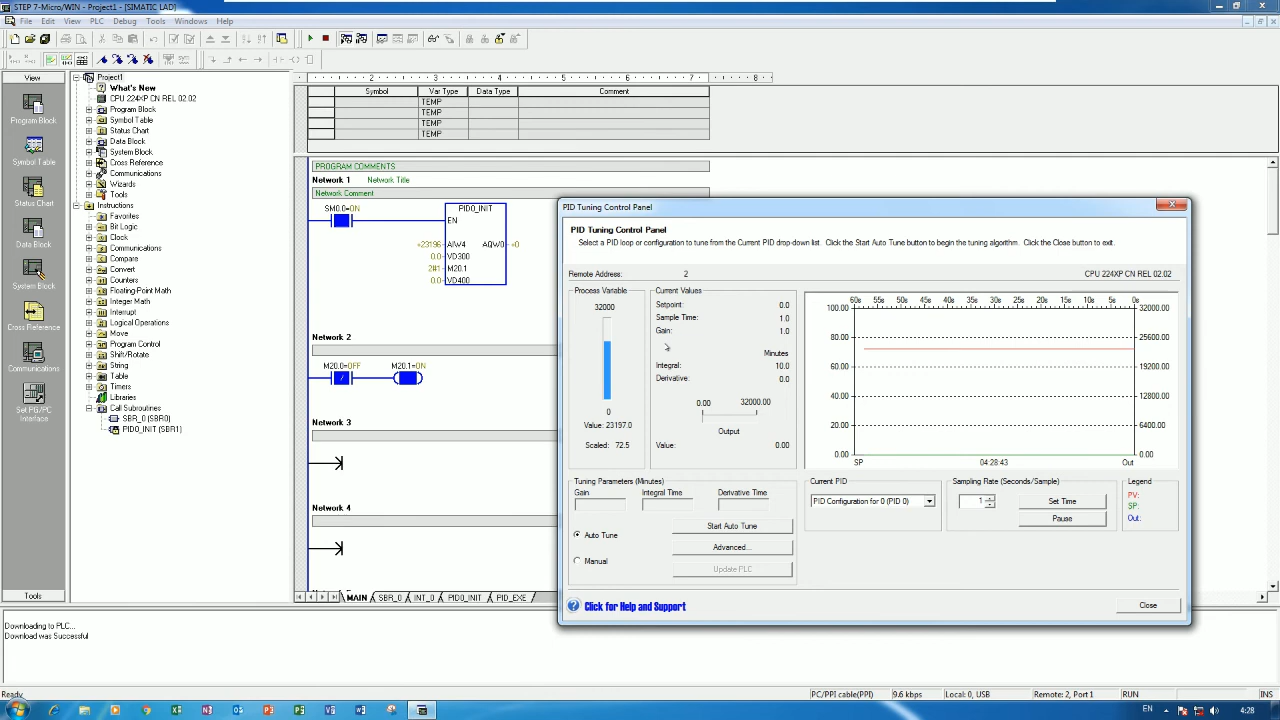 STEP 7-Micro/WIN - Project1 - [SIMATIC LAD]
File Edit View PLC Debug Tools Windows Help
View
Program Block
Symbol Table
Status Chart
Data Block
System Block
Cross Reference
Communications
Set PG/PC
Interface
Tools
Project1
What's New
CPU 224XP CN REL 02.02
Program Block
Symbol Table
Status Chart
Data Block
System Block
Cross Reference
Communications
Wizards
Tools
Instructions
Favorites
Bit Logic
Clock
Communications
Compare
Convert
Counters
Floating-Point Math
Integer Math
Interrupt
Logical Operations
Move
Program Control
Shift/Rotate
String
Table
Timers
Libraries
Call Subroutines
SBR_0 (SBR0)
PID0_INIT (SBR1)
2 3 4 5 6 7 8
Symbol Var Type Data Type Comment
TEMP
TEMP
TEMP
TEMP
PROGRAM COMMENTS
Network 1 Network Title
Network Comment
SM0.0=ON
PID0_INIT
EN
+23196 AIW4 AQW0 +0
0.0 VD300
2#1 M20.1
0.0 VD400
Network 2
M20.0=OFF M20.1=ON
/
Network 3
Network 4
MAIN SBR_0 INT_0 PID0_INIT PID_EXE
PID Tuning Control Panel
PID Tuning Control Panel
Select a PID loop or configuration to tune from the Current PID drop-down list. Click the Start Auto Tune button to begin the tuning algorithm. Click the Close button to exit.
Remote Address: 2 CPU 224XP CN REL 02.02
Process Variable
32000
0
Value: 23197.0
Scaled: 72.5
Current Values
Setpoint: 0.0
Sample Time: 1.0
Gain: 1.0
Minutes
Integral: 10.0
Derivative: 0.0
0.00 32000.00
Output
Value: 0.00
60s 55s 50s 45s 40s 35s 30s 25s 20s 15s 10s 5s 0s
100.00 32000.00
80.00 25600.00
60.00 19200.00
40.00 12800.00
20.00 6400.00
0.00 0.00
SP 04:28:43 Out
Tuning Parameters (Minutes)
Gain Integral Time Derivative Time
Auto Tune
Manual
Start Auto Tune
Advanced...
Update PLC
Current PID
PID Configuration for 0 (PID 0)
Sampling Rate (Seconds/Sample)
1
Set Time
Pause
Legend
PV:
SP:
Out:
Click for Help and Support
Close
Downloading to PLC...
Download was Successful
Ready PC/PPI cable(PPI) 9.6 kbps Local: 0, USB Remote: 2, Port 1 RUN INS
EN 4:28